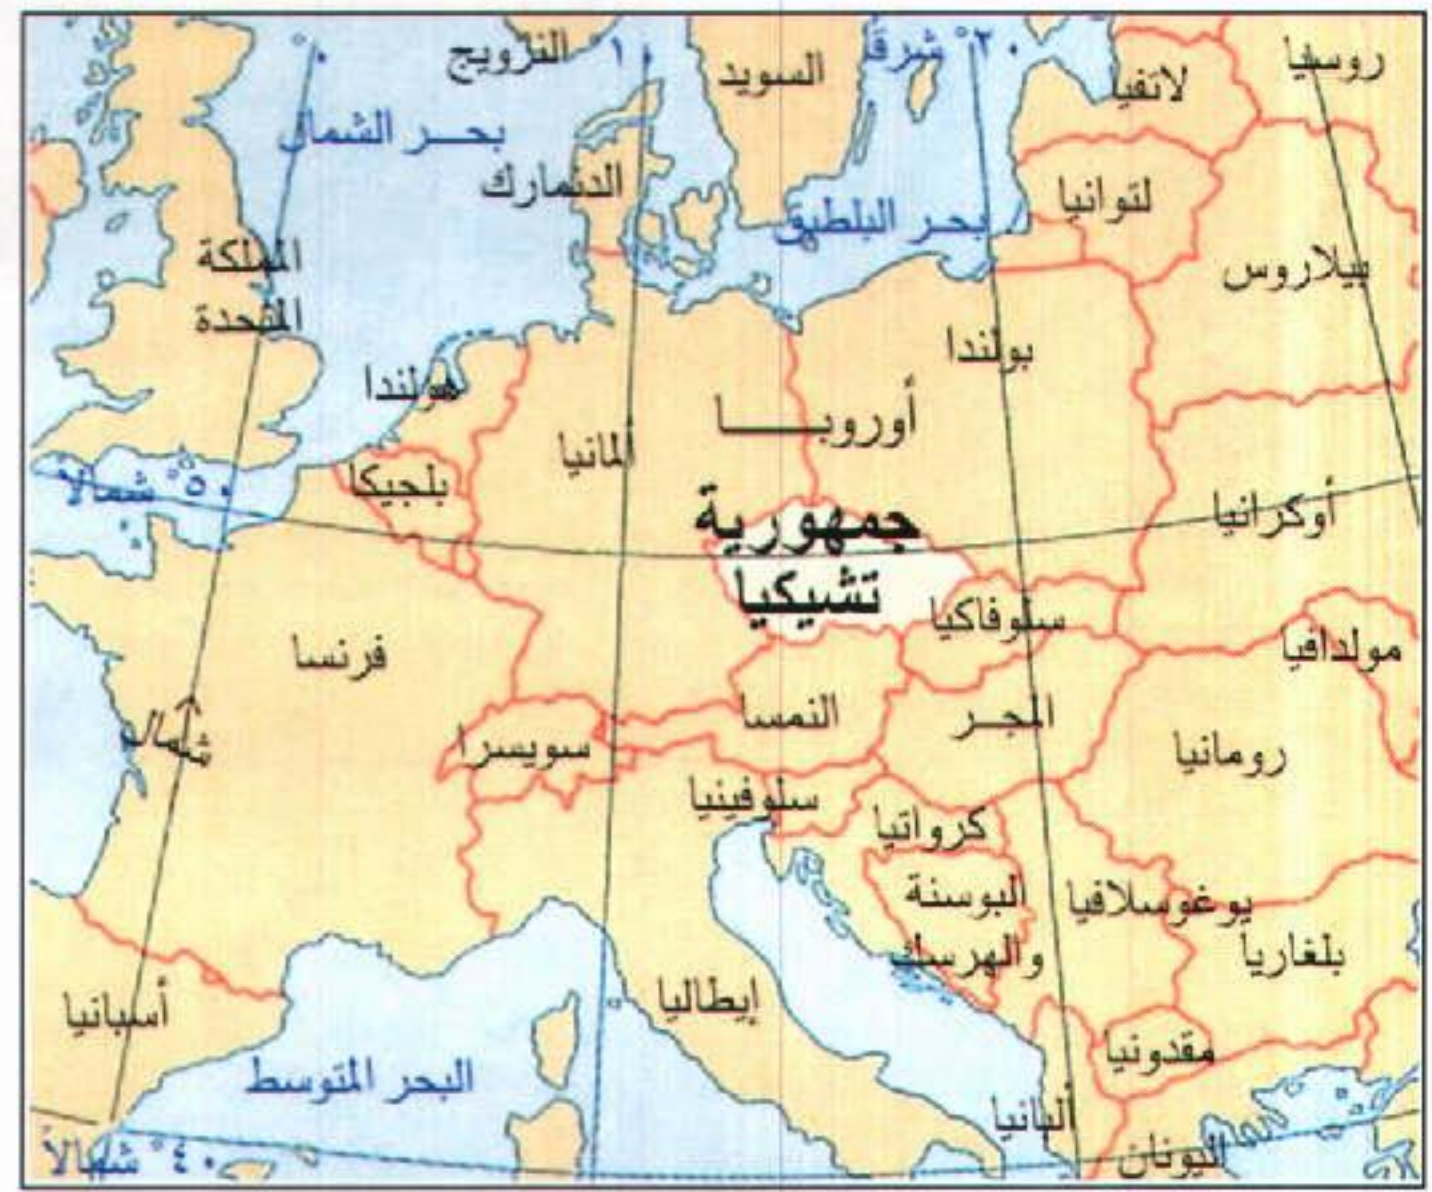 النرويج
°٠
١٠
شرقا
°٢٠
السويد
لاتفيا
روسيا
بحر الشمال
الدنمارك
لتوانيا
بحر البلطيق
المملكة
المتحدة
بيلاروس
هولندا
بولندا
أوروبا
ألمانيا
بلجيكا
°٥٠ شمالا
أوكرانيا
جمهورية
تشيكيا
سلوفاكيا
فرنسا
مولدافيا
شمال
النمسا
المجر
سويسرا
رومانيا
سلوفينيا
كرواتيا
البوسنة
والهرسك
يوغوسلافيا
بلغاريا
أسبانيا
إيطاليا
مقدونيا
البحر المتوسط
ألبانيا
اليونان
°٤٠ شمالاً